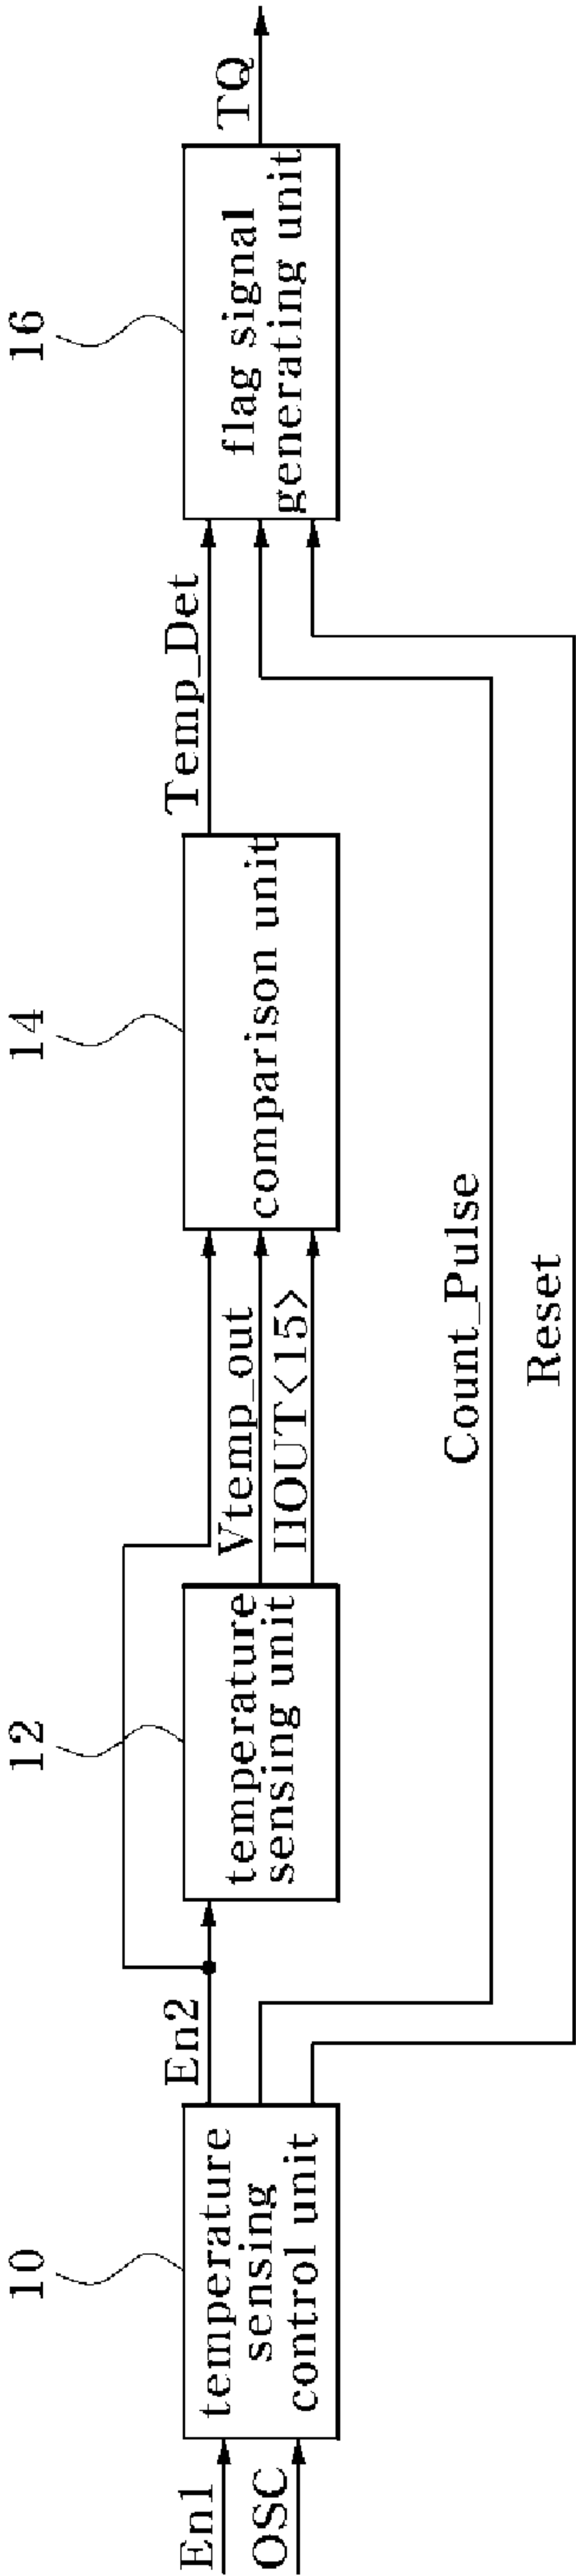 10
12
14
16
En1
OSC
temperature
sensing
control unit
En2
temperature
sensing unit
Vtemp_out
IIOUT<15>
comparison unit
Temp_Det
flag signal
generating unit
TQ
Count_Pulse
Reset